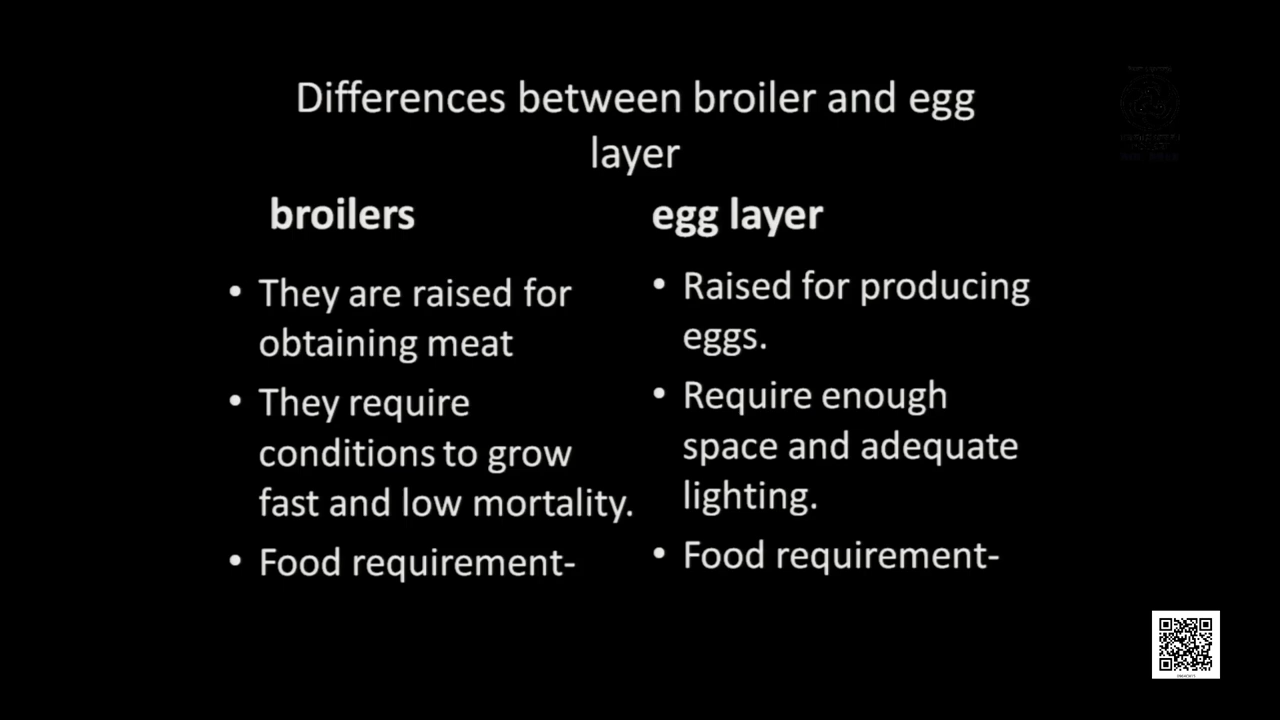 Differences between broiler and egg
layer
broilers
• They are raised for
obtaining meat
• They require
conditions to grow
fast and low mortality.
• Food requirement-
egg layer
• Raised for producing
eggs.
• Require enough
space and adequate
lighting.
• Food requirement-